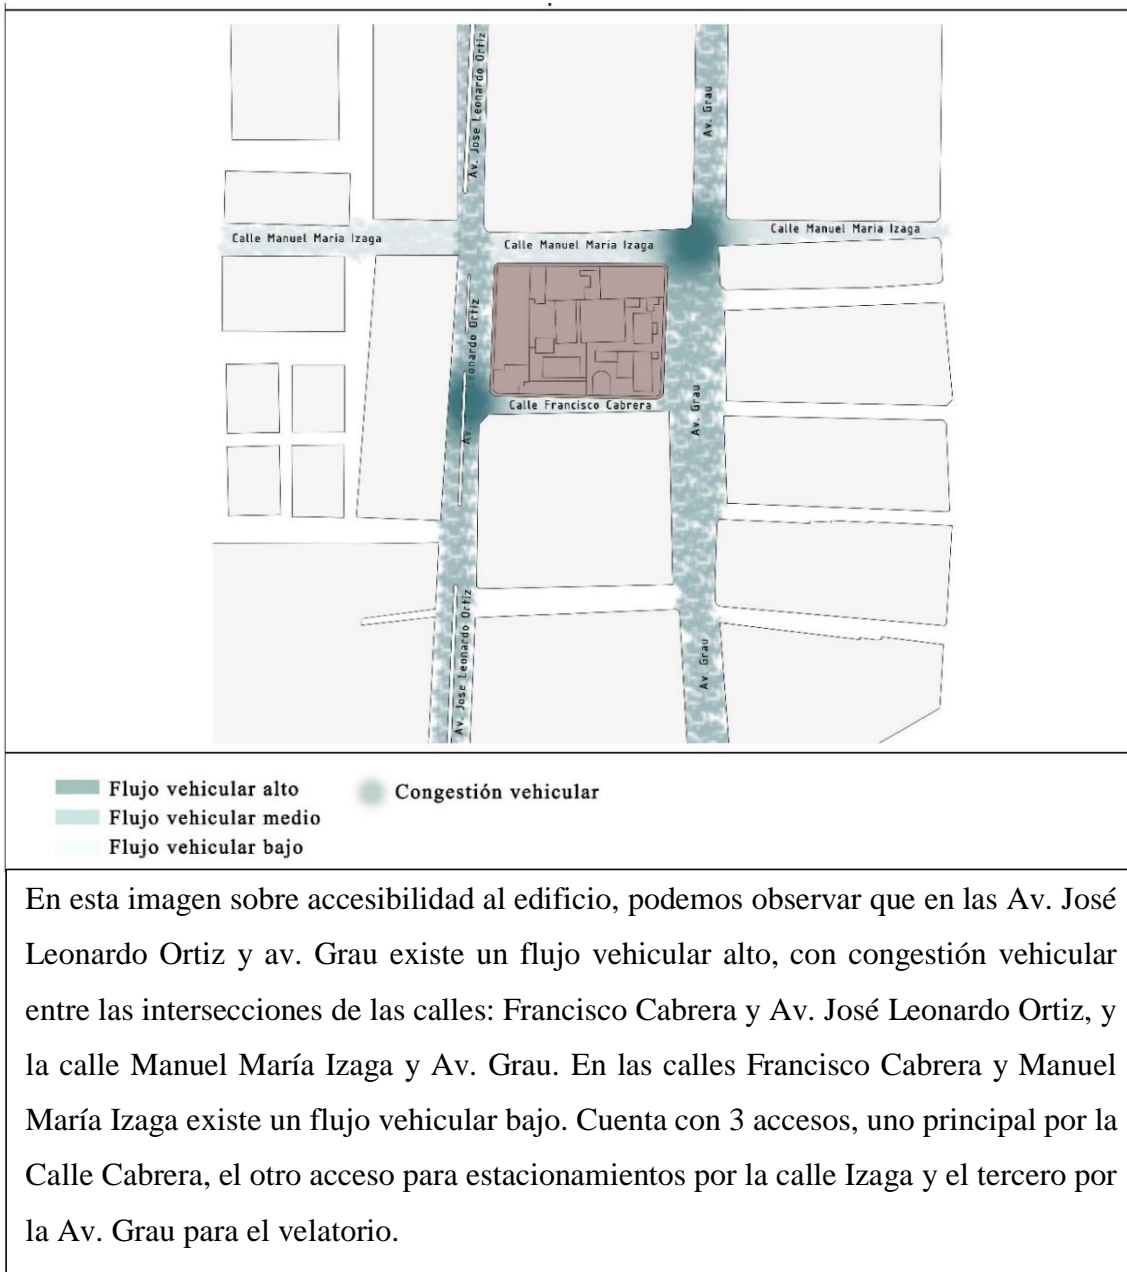 Av. Jose Leonardo Ortiz
Av. Grau
Calle Manuel Maria Izaga
Calle Manuel Maria Izaga
Calle Manuel Maria Izaga
Av. Leonardo Ortiz
Calle Francisco Cabrera
Av. Grau
Av. Jose Leonardo Ortiz
Av. Grau
Flujo vehicular alto
Congestión vehicular
Flujo vehicular medio
Flujo vehicular bajo
En esta imagen sobre accesibilidad al edificio, podemos observar que en las Av. José
Leonardo Ortiz y av. Grau existe un flujo vehicular alto, con congestión vehicular
entre las intersecciones de las calles: Francisco Cabrera y Av. José Leonardo Ortiz, y
la calle Manuel María Izaga y Av. Grau. En las calles Francisco Cabrera y Manuel
María Izaga existe un flujo vehicular bajo. Cuenta con 3 accesos, uno principal por la
Calle Cabrera, el otro acceso para estacionamientos por la calle Izaga y el tercero por
la Av. Grau para el velatorio.